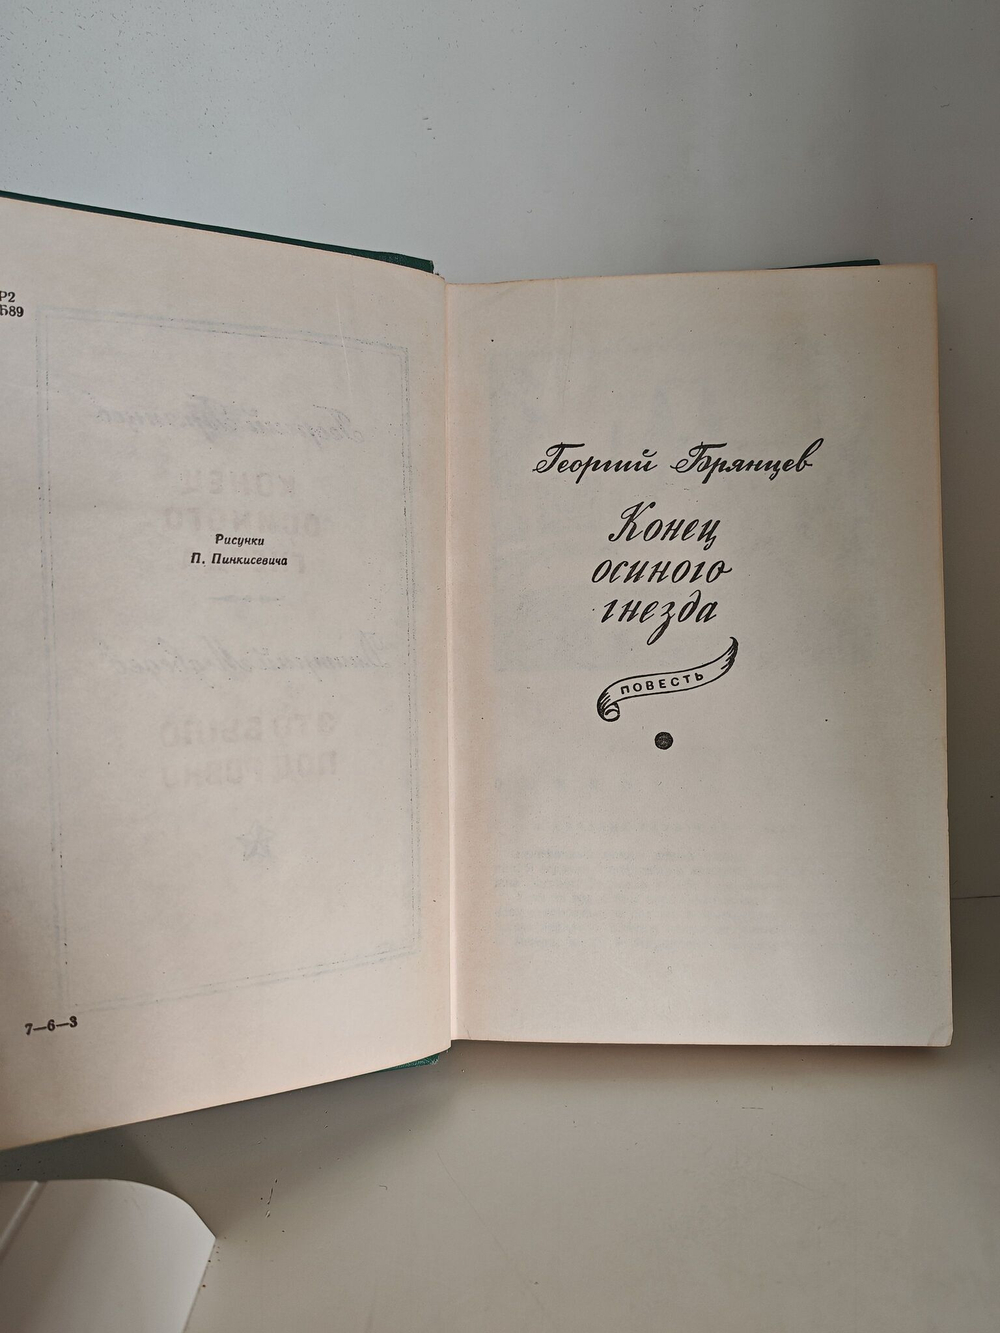 Р2
Б89
Рисунки
П. Пинкисевича
7—6—3
Георгий Брянцев
Конец
осиного
гнезда
ПОВЕСТЬ